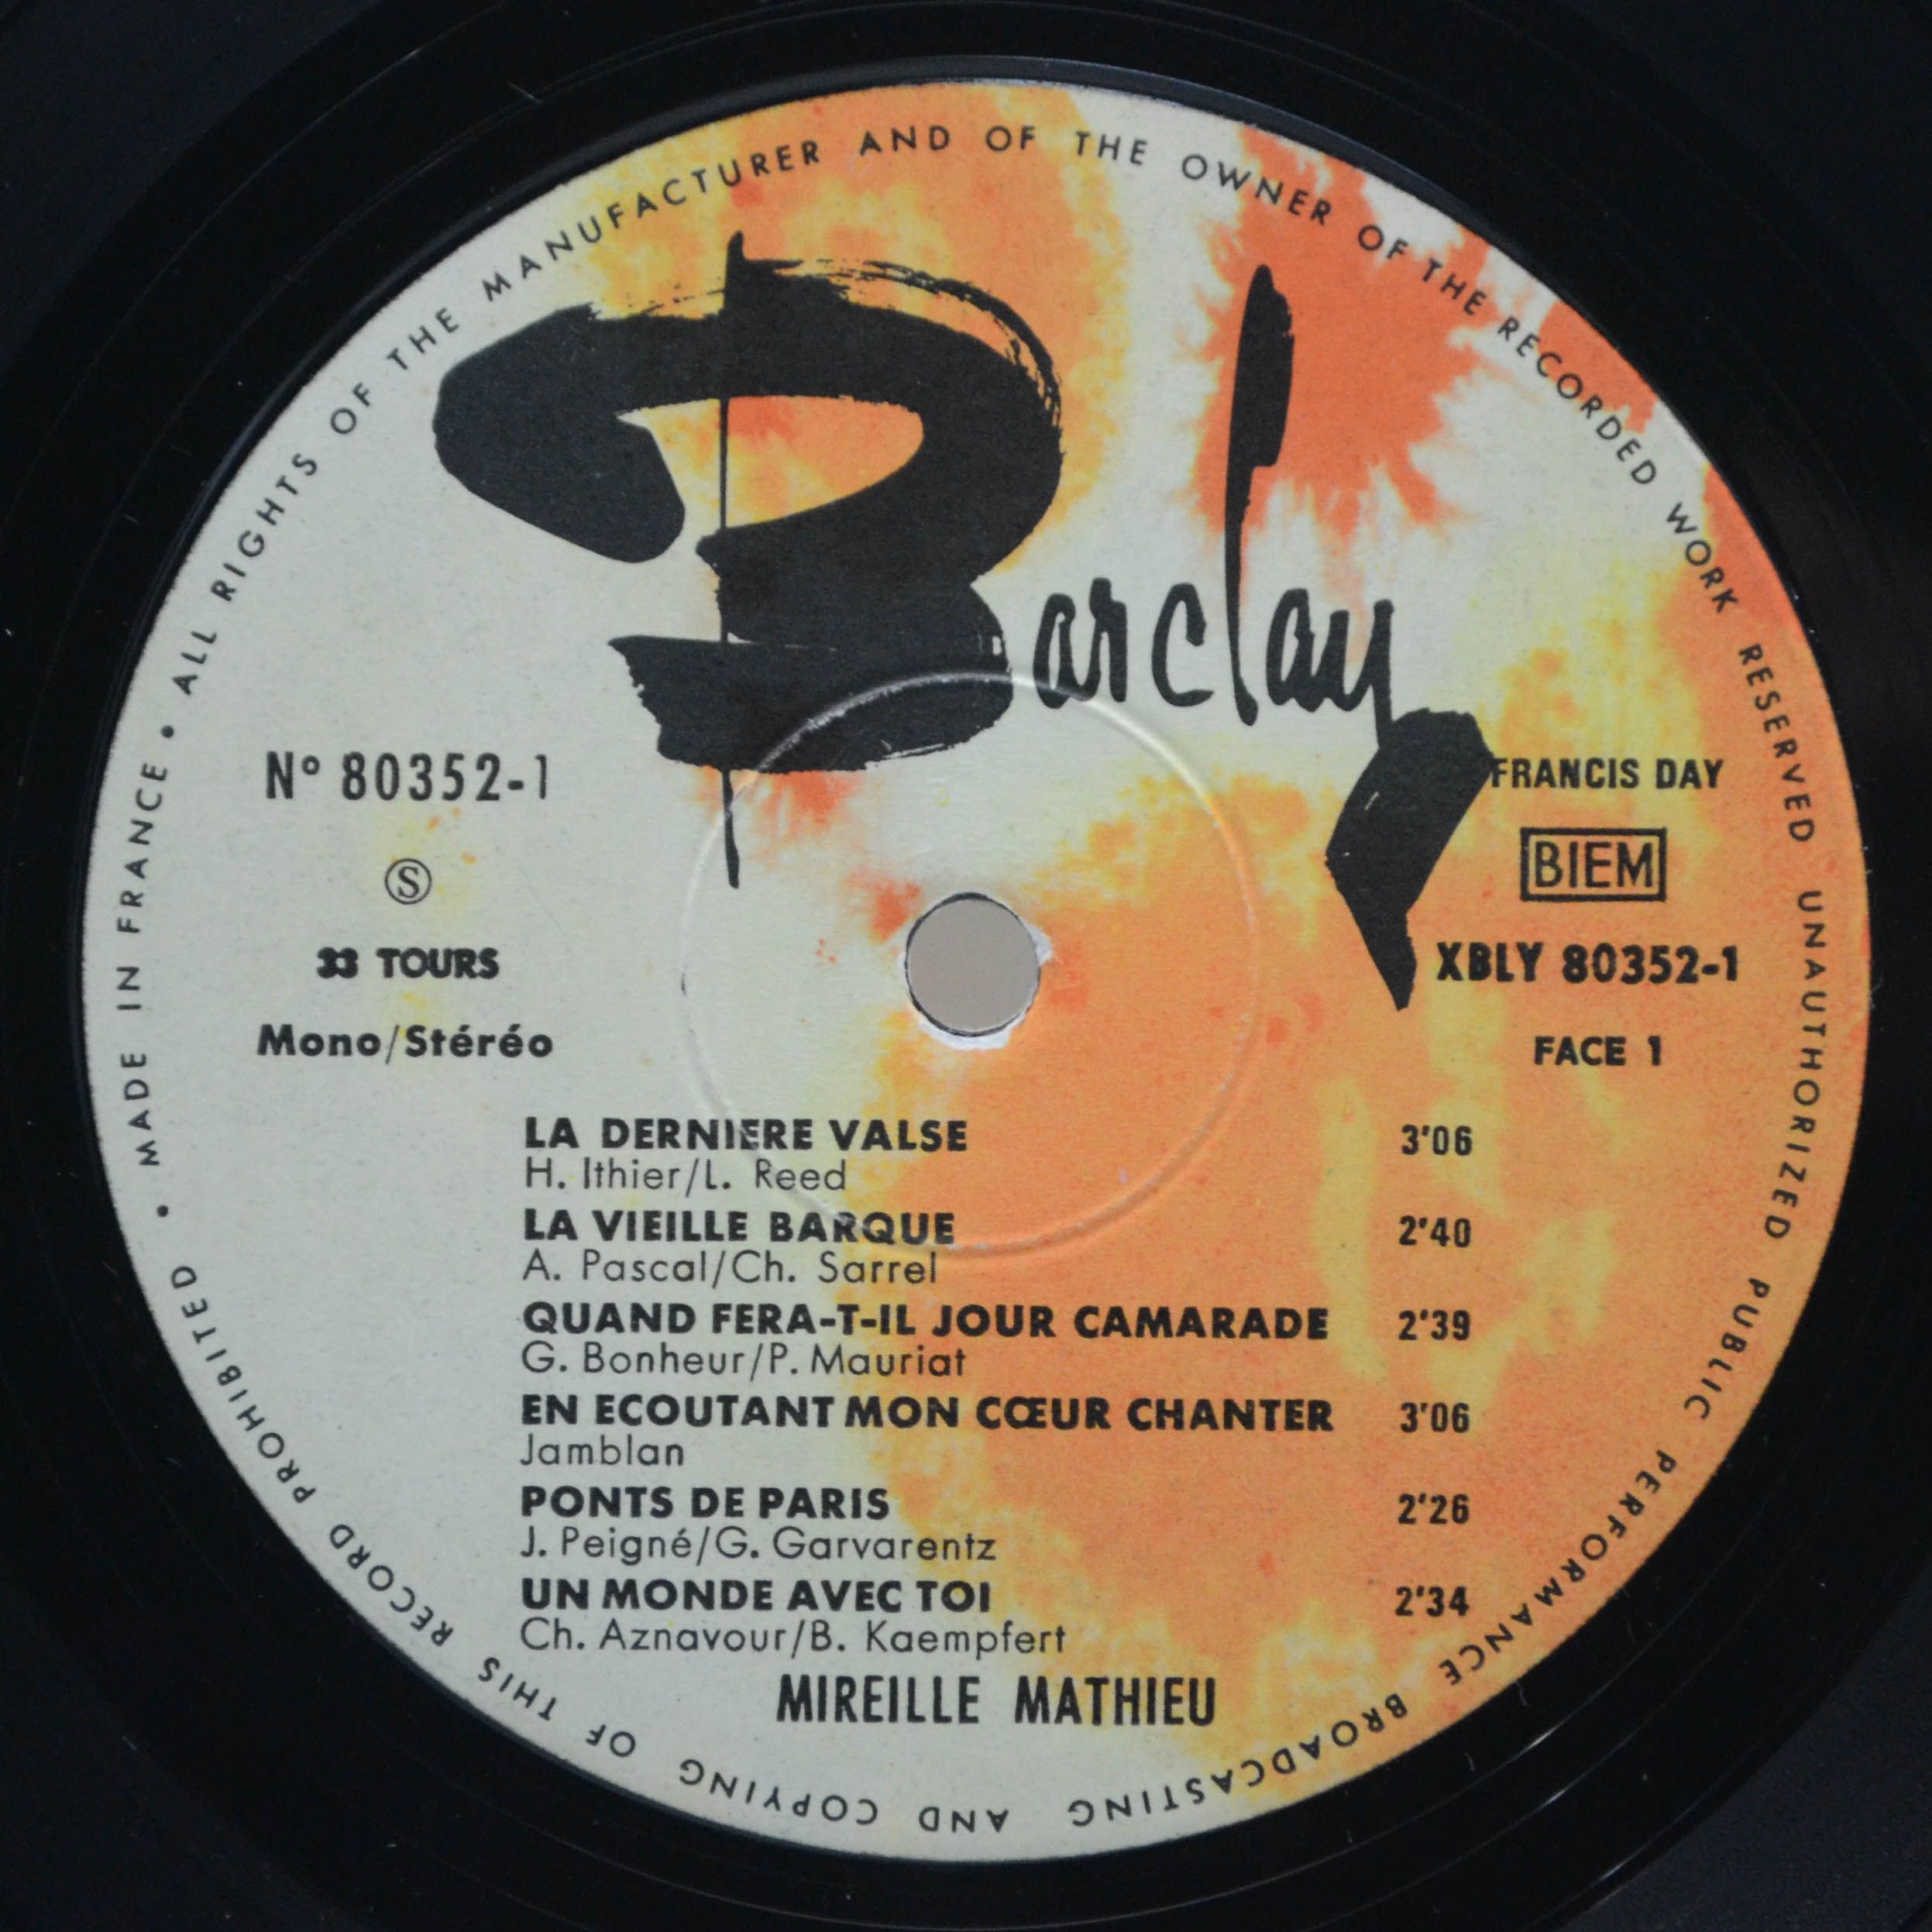 • MADE IN FRANCE • ALL RIGHTS OF THE MANUFACTURER AND OF THE OWNER OF THE RECORDED WORK RESERVED UNAUTHORIZED PUBLIC PERFORMANCE BROADCASTING AND COPYING OF THIS RECORD PROHIBITED
Barclay
N° 80352-1
Ⓢ
33 TOURS
Mono/Stéréo
FRANCIS DAY
BIEM
XBLY 80352-1
FACE 1
LA DERNIERE VALSE 3'06
H. Ithier/L. Reed
LA VIEILLE BARQUE 2'40
A. Pascal/Ch. Sarrel
QUAND FERA-T-IL JOUR CAMARADE 2'39
G. Bonheur/P. Mauriat
EN ECOUTANT MON CŒUR CHANTER 3'06
Jamblan
PONTS DE PARIS 2'26
J. Peigné/G. Garvarentz
UN MONDE AVEC TOI 2'34
Ch. Aznavour/B. Kaempfert
MIREILLE MATHIEU